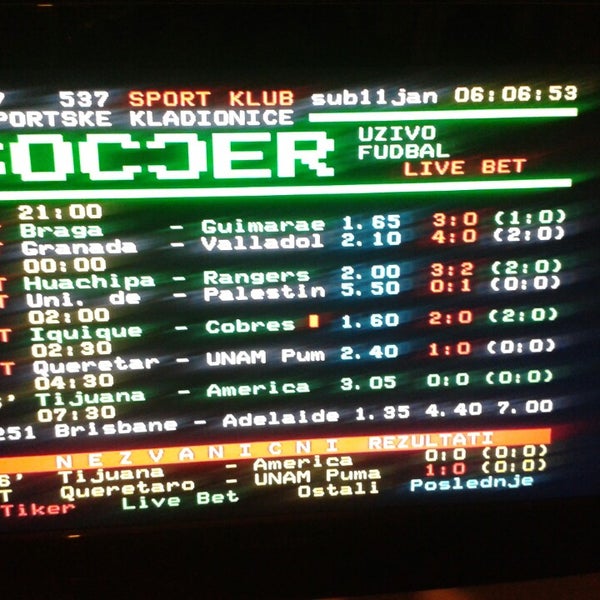 7 537 SPORT KLUB sub11jan 06:06:53
PORTSKE KLADIONICE
SOCCER
UZIVO
FUDBAL
LIVE BET
21:00
T Braga - Guimarae 1.65 3:0 (1:0)
Granada - Valladol 2.10 4:0 (2:0)
00:00
T Huachipa - Rangers 2.00 3:2 (2:0)
T Uni. de - Palestin 5.50 0:1 (0:0)
02:00
T Iquique - Cobres 1.60 2:0 (2:0)
02:30
T Queretar - UNAM Pum 2.40 1:0 (0:0)
04:30
6' Tijuana - America 3.05 0:0 (0:0)
07:30
251 Brisbane - Adelaide 1.35 4.40 7.00
NEZVANICNI REZULTATI
6' Tijuana - America 0:0 (0:0)
T Queretaro - UNAM Puma 1:0 (0:0)
Tiker Live Bet Ostali Poslednje